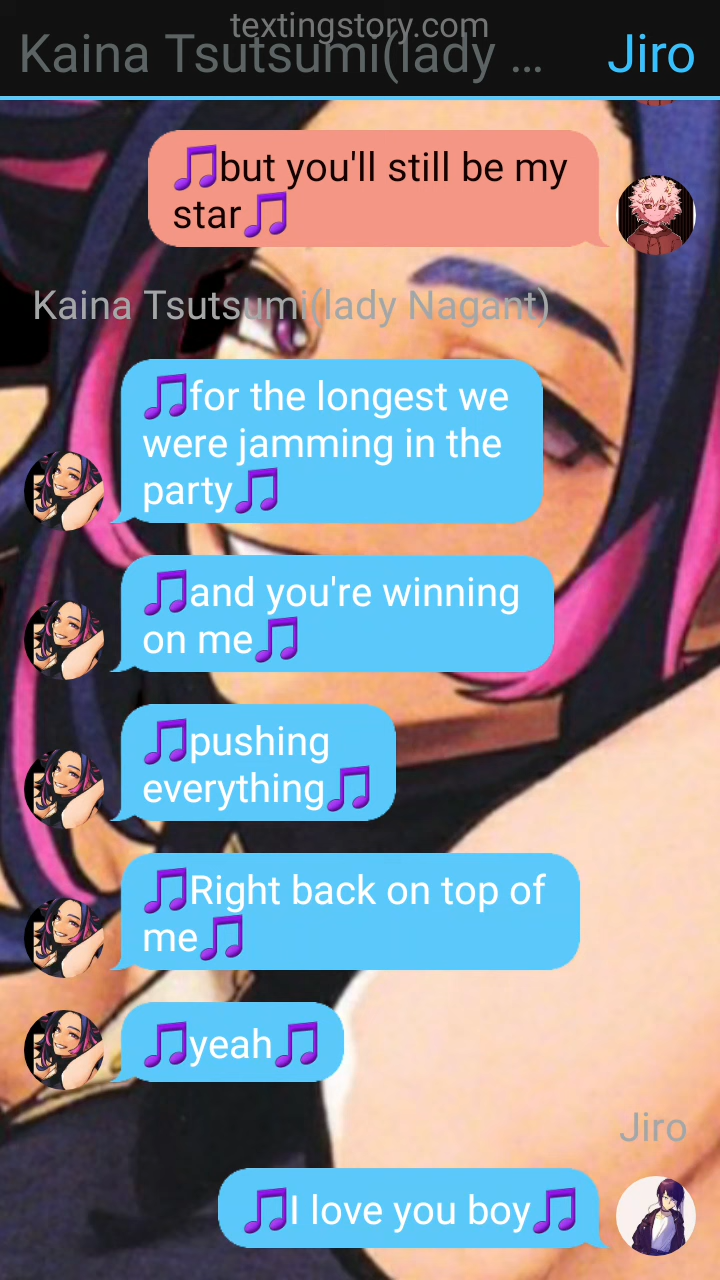 textingstory.com
Kaina Tsutsumi(lady ...
Jiro
🎵but you'll still be my
star🎵
Kaina Tsutsumi(lady Nagant)
🎵for the longest we
were jamming in the
party🎵
🎵and you're winning
on me🎵
🎵pushing
everything🎵
🎵Right back on top of
me🎵
🎵yeah🎵
Jiro
🎵I love you boy🎵